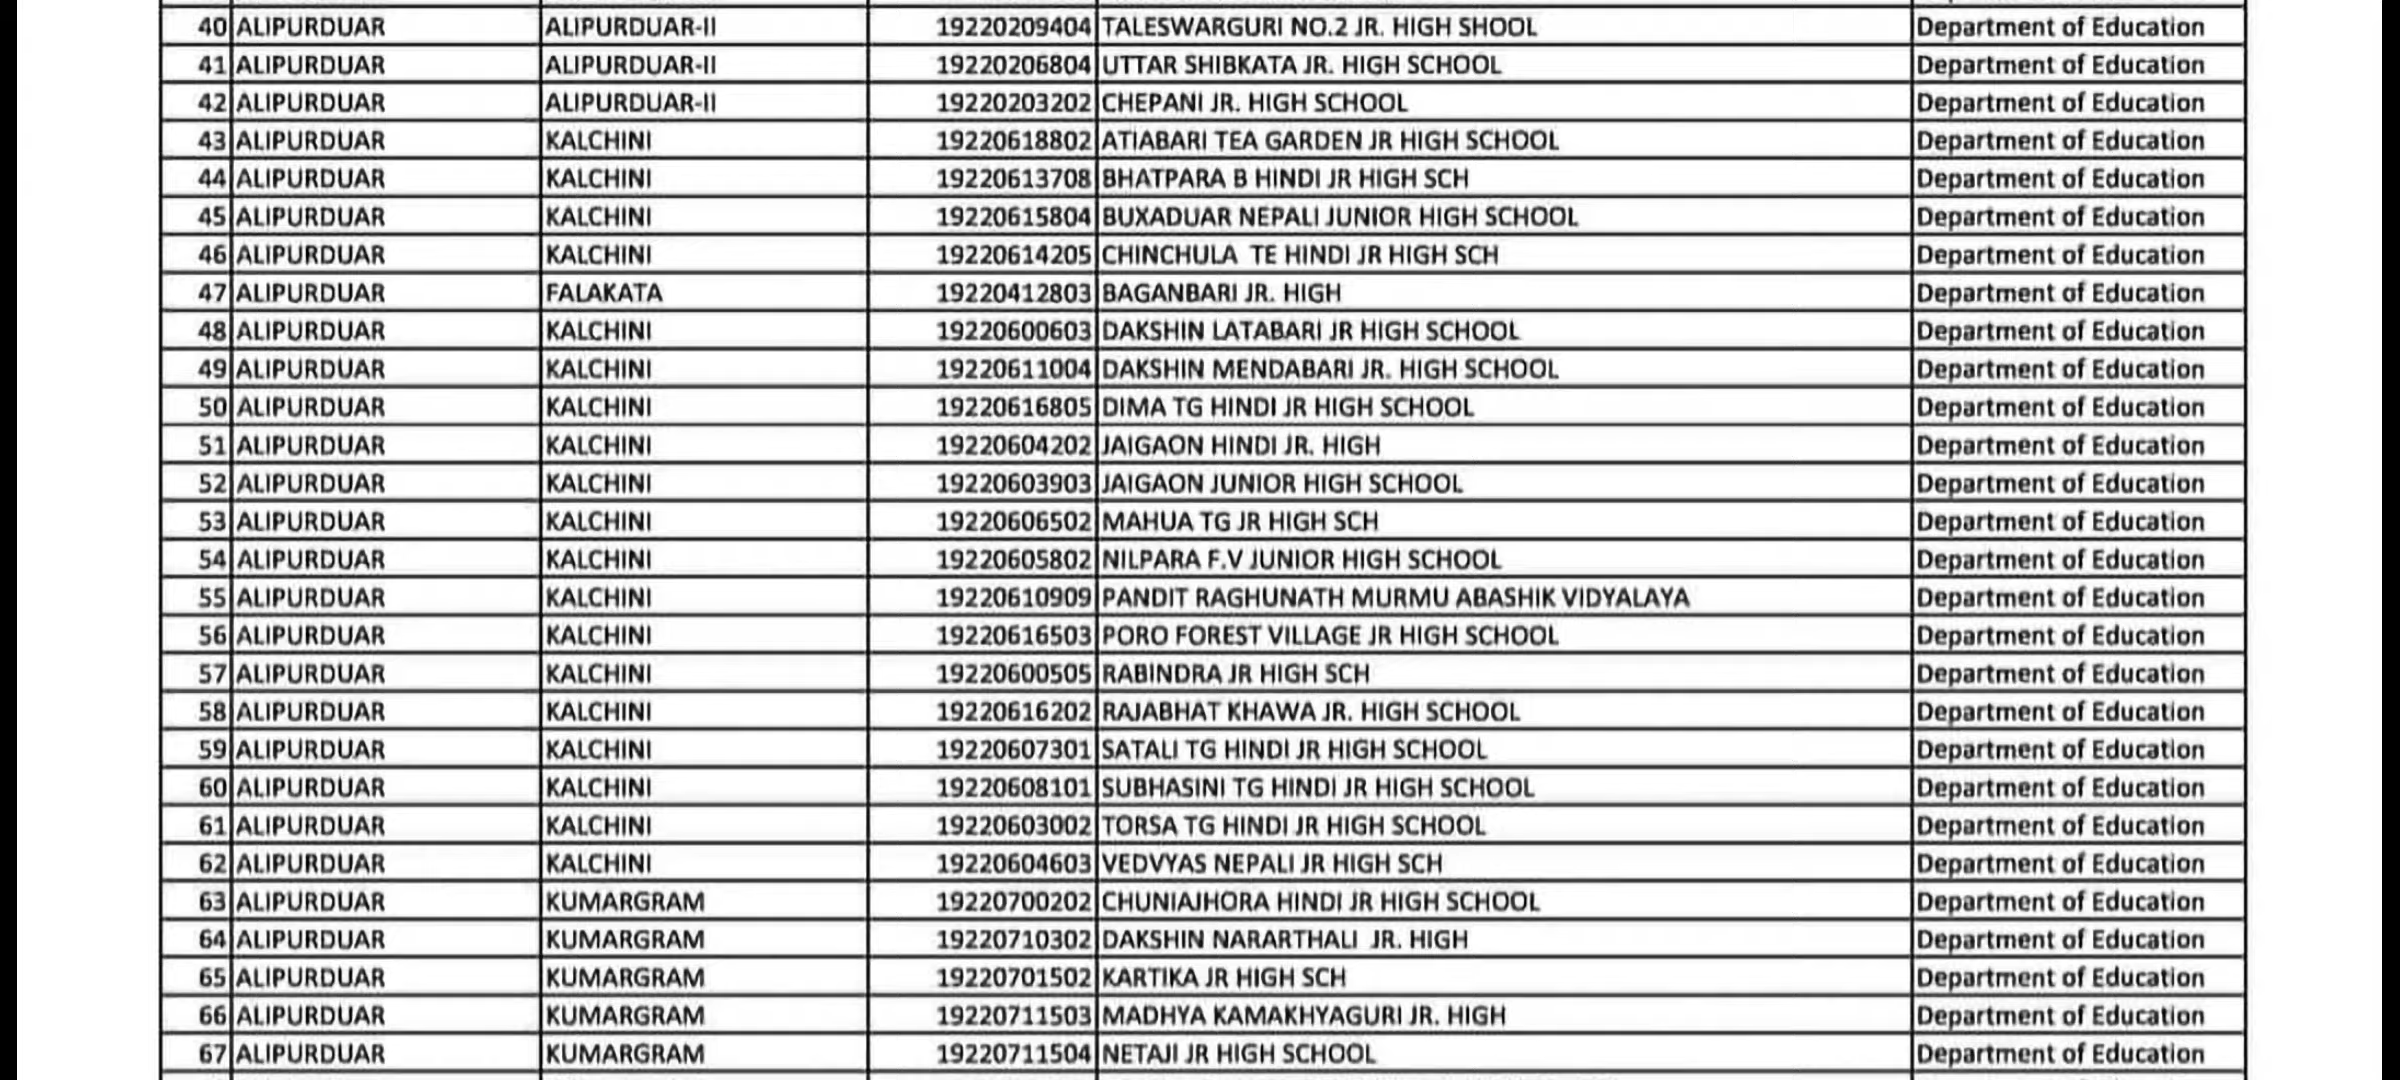 40 ALIPURDUAR ALIPURDUAR-II 19220209404 TALESWARGURI NO.2 JR. HIGH SHOOL Department of Education
41 ALIPURDUAR ALIPURDUAR-II 19220206804 UTTAR SHIBKATA JR. HIGH SCHOOL Department of Education
42 ALIPURDUAR ALIPURDUAR-II 19220203202 CHEPANI JR. HIGH SCHOOL Department of Education
43 ALIPURDUAR KALCHINI 19220618802 ATIABARI TEA GARDEN JR HIGH SCHOOL Department of Education
44 ALIPURDUAR KALCHINI 19220613708 BHATPARA B HINDI JR HIGH SCH Department of Education
45 ALIPURDUAR KALCHINI 19220615804 BUXADUAR NEPALI JUNIOR HIGH SCHOOL Department of Education
46 ALIPURDUAR KALCHINI 19220614205 CHINCHULA TE HINDI JR HIGH SCH Department of Education
47 ALIPURDUAR FALAKATA 19220412803 BAGANBARI JR. HIGH Department of Education
48 ALIPURDUAR KALCHINI 19220600603 DAKSHIN LATABARI JR HIGH SCHOOL Department of Education
49 ALIPURDUAR KALCHINI 19220611004 DAKSHIN MENDABARI JR. HIGH SCHOOL Department of Education
50 ALIPURDUAR KALCHINI 19220616805 DIMA TG HINDI JR HIGH SCHOOL Department of Education
51 ALIPURDUAR KALCHINI 19220604202 JAIGAON HINDI JR. HIGH Department of Education
52 ALIPURDUAR KALCHINI 19220603903 JAIGAON JUNIOR HIGH SCHOOL Department of Education
53 ALIPURDUAR KALCHINI 19220606502 MAHUA TG JR HIGH SCH Department of Education
54 ALIPURDUAR KALCHINI 19220605802 NILPARA F.V JUNIOR HIGH SCHOOL Department of Education
55 ALIPURDUAR KALCHINI 19220610909 PANDIT RAGHUNATH MURMU ABASHIK VIDYALAYA Department of Education
56 ALIPURDUAR KALCHINI 19220616503 PORO FOREST VILLAGE JR HIGH SCHOOL Department of Education
57 ALIPURDUAR KALCHINI 19220600505 RABINDRA JR HIGH SCH Department of Education
58 ALIPURDUAR KALCHINI 19220616202 RAJABHAT KHAWA JR. HIGH SCHOOL Department of Education
59 ALIPURDUAR KALCHINI 19220607301 SATALI TG HINDI JR HIGH SCHOOL Department of Education
60 ALIPURDUAR KALCHINI 19220608101 SUBHASINI TG HINDI JR HIGH SCHOOL Department of Education
61 ALIPURDUAR KALCHINI 19220603002 TORSA TG HINDI JR HIGH SCHOOL Department of Education
62 ALIPURDUAR KALCHINI 19220604603 VEDVYAS NEPALI JR HIGH SCH Department of Education
63 ALIPURDUAR KUMARGRAM 19220700202 CHUNIAJHORA HINDI JR HIGH SCHOOL Department of Education
64 ALIPURDUAR KUMARGRAM 19220710302 DAKSHIN NARARTHALI JR. HIGH Department of Education
65 ALIPURDUAR KUMARGRAM 19220701502 KARTIKA JR HIGH SCH Department of Education
66 ALIPURDUAR KUMARGRAM 19220711503 MADHYA KAMAKHYAGURI JR. HIGH Department of Education
67 ALIPURDUAR KUMARGRAM 19220711504 NETAJI JR HIGH SCHOOL Department of Education